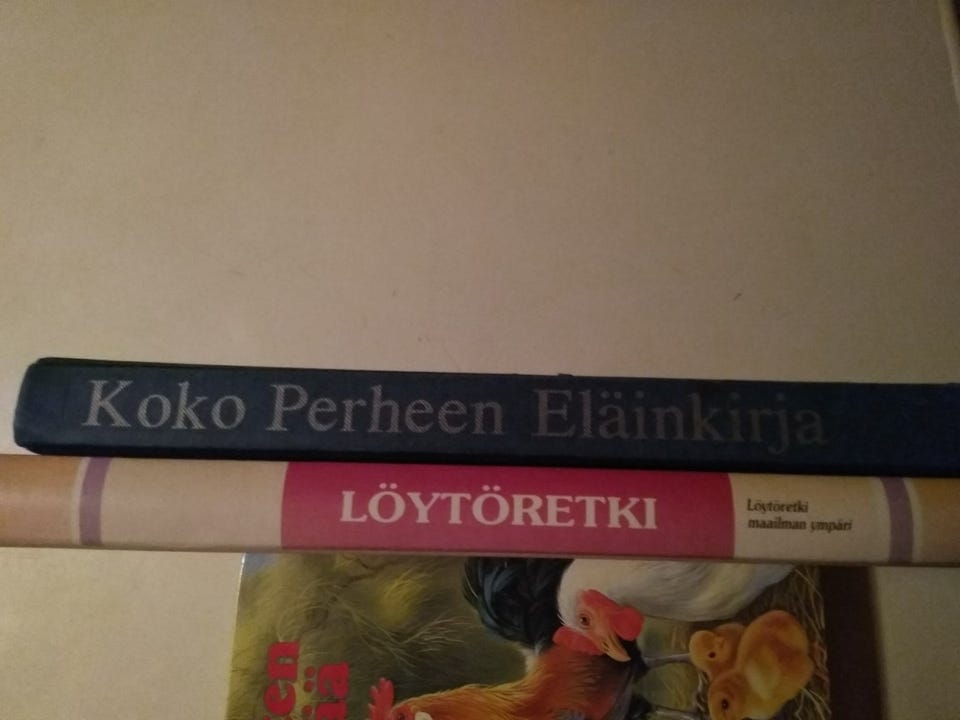 Koko Perheen Eläinkirja
LÖYTÖRETKI
Löytöretki
maailman ympäri